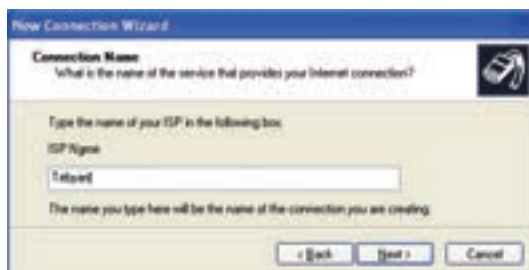 New Connection Wizard
Connection Name
What is the name of the service that provides your Internet connection?
Type the name of your ISP in the following box.
ISP Name
The name you type here will be the name of the connection you are creating.
< Back
Next >
Cancel